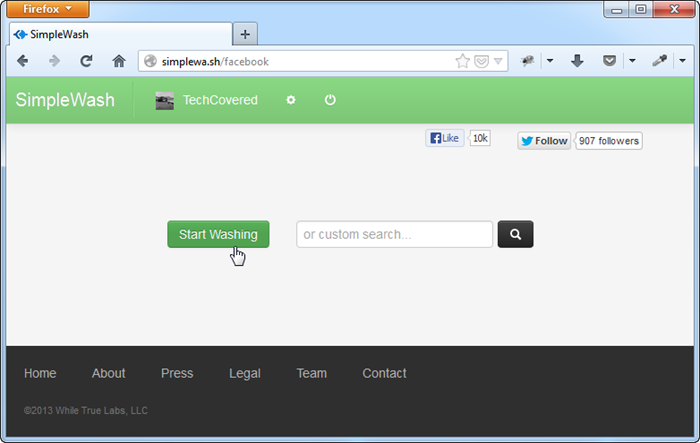 Firefox
SimpleWash
simplewa.sh/facebook
SimpleWash TechCovered
Like 10k Follow 907 followers
Start Washing or custom search...
Home About Press Legal Team Contact
©2013 While True Labs, LLC